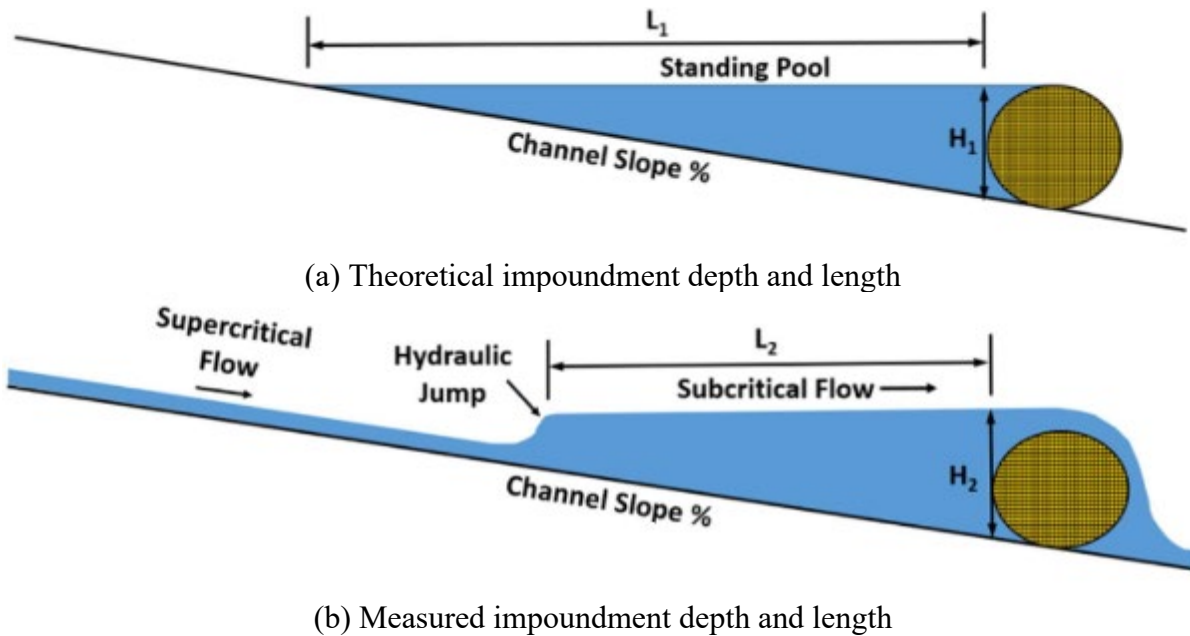 L₁
Standing Pool
H₁
Channel Slope %
(a) Theoretical impoundment depth and length
Supercritical
Flow
Hydraulic
Jump
L₂
Subcritical Flow
H₂
Channel Slope %
(b) Measured impoundment depth and length